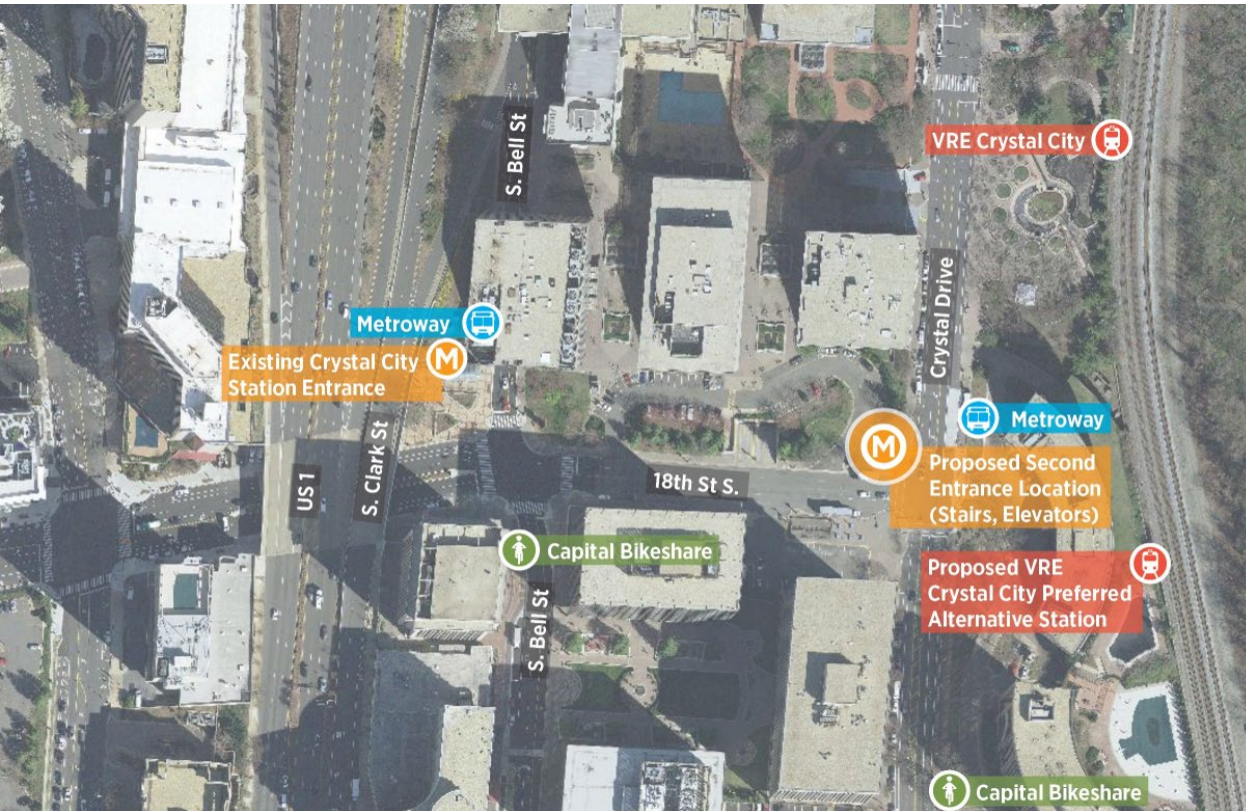 S. Bell St
VRE Crystal City
Metroway
Existing Crystal City
Station Entrance
M
Crystal Drive
Metroway
M
Proposed Second
Entrance Location
(Stairs, Elevators)
US 1
S. Clark St
18th St S.
Capital Bikeshare
Proposed VRE
Crystal City Preferred
Alternative Station
S. Bell St
Capital Bikeshare